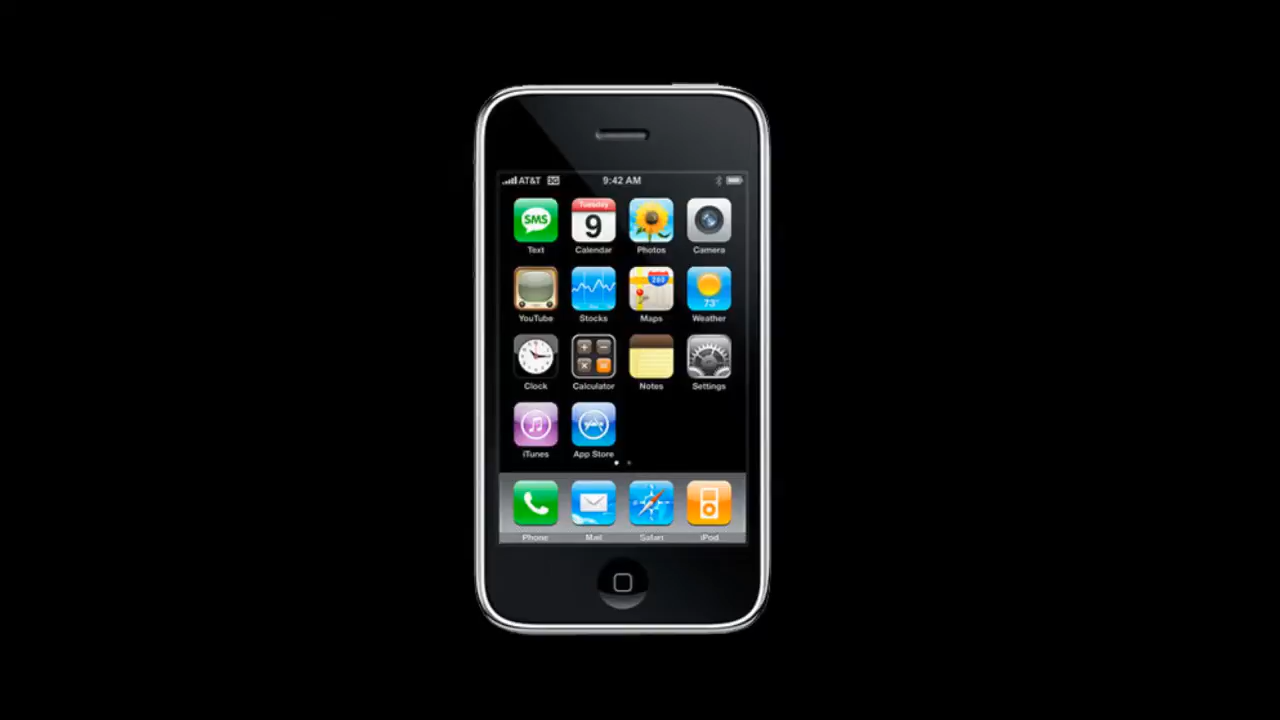 AT&T 3G 9:42 AM
SMS Tuesday 9
Text Calendar Photos Camera
280 73°
YouTube Stocks Maps Weather
Clock Calculator Notes Settings
iTunes App Store
Phone Mail Safari iPod